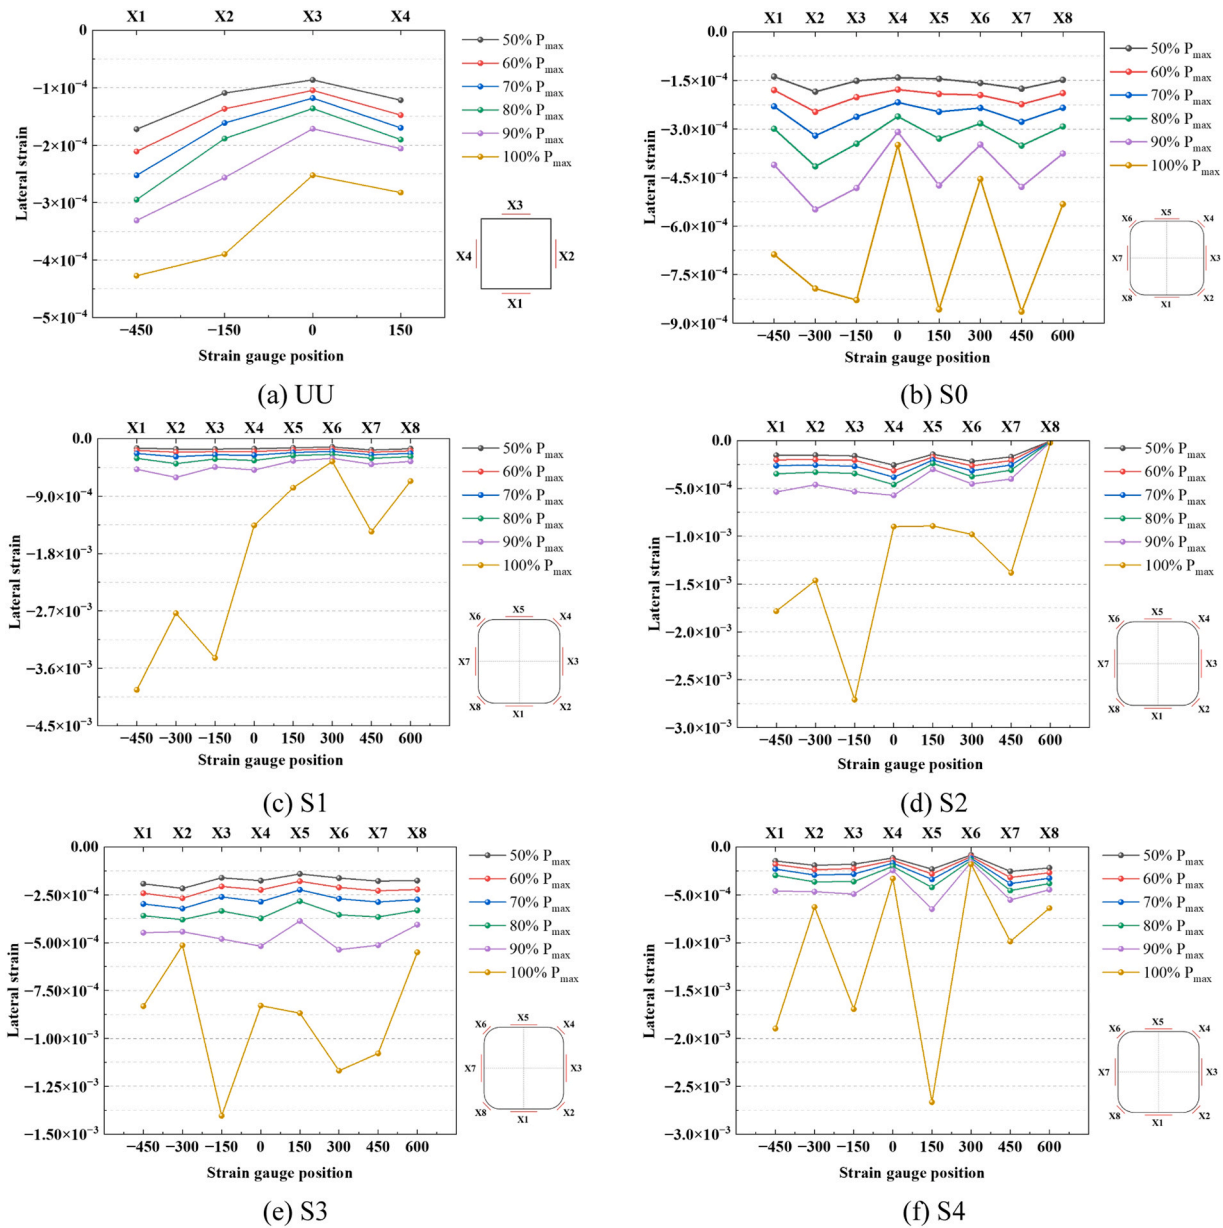 X1 X2 X3 X4
0
−1×10⁻⁴
−2×10⁻⁴
−3×10⁻⁴
−4×10⁻⁴
−5×10⁻⁴
Lateral strain
−450 −150 0 150
Strain gauge position
50% Pmax
60% Pmax
70% Pmax
80% Pmax
90% Pmax
100% Pmax
X3
X4 X2
X1
(a) UU
X1 X2 X3 X4 X5 X6 X7 X8
0.0
−1.5×10⁻⁴
−3.0×10⁻⁴
−4.5×10⁻⁴
−6.0×10⁻⁴
−7.5×10⁻⁴
−9.0×10⁻⁴
Lateral strain
−450 −300 −150 0 150 300 450 600
Strain gauge position
50% Pmax
60% Pmax
70% Pmax
80% Pmax
90% Pmax
100% Pmax
X6 X5 X4
X7 X3
X8 X1 X2
(b) S0
X1 X2 X3 X4 X5 X6 X7 X8
0.0
−9.0×10⁻⁴
−1.8×10⁻³
−2.7×10⁻³
−3.6×10⁻³
−4.5×10⁻³
Lateral strain
−450 −300 −150 0 150 300 450 600
Strain gauge position
50% Pmax
60% Pmax
70% Pmax
80% Pmax
90% Pmax
100% Pmax
X6 X5 X4
X7 X3
X8 X1 X2
(c) S1
X1 X2 X3 X4 X5 X6 X7 X8
0.0
−5.0×10⁻⁴
−1.0×10⁻³
−1.5×10⁻³
−2.0×10⁻³
−2.5×10⁻³
−3.0×10⁻³
Lateral strain
−450 −300 −150 0 150 300 450 600
Strain gauge position
50% Pmax
60% Pmax
70% Pmax
80% Pmax
90% Pmax
100% Pmax
X6 X5 X4
X7 X3
X8 X1 X2
(d) S2
X1 X2 X3 X4 X5 X6 X7 X8
0.00
−2.50×10⁻⁴
−5.00×10⁻⁴
−7.50×10⁻⁴
−1.00×10⁻³
−1.25×10⁻³
−1.50×10⁻³
Lateral strain
−450 −300 −150 0 150 300 450 600
Strain gauge position
50% Pmax
60% Pmax
70% Pmax
80% Pmax
90% Pmax
100% Pmax
X6 X5 X4
X7 X3
X8 X1 X2
(e) S3
X1 X2 X3 X4 X5 X6 X7 X8
0.0
−5.0×10⁻⁴
−1.0×10⁻³
−1.5×10⁻³
−2.0×10⁻³
−2.5×10⁻³
−3.0×10⁻³
Lateral strain
−450 −300 −150 0 150 300 450 600
Strain gauge position
50% Pmax
60% Pmax
70% Pmax
80% Pmax
90% Pmax
100% Pmax
X6 X5 X4
X7 X3
X8 X1 X2
(f) S4